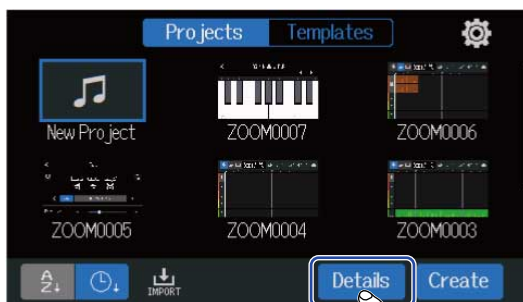 Projects Templates
New Project ZOOM0007 ZOOM0006
ZOOM0005 ZOOM0004 ZOOM0003
A Z↓ IMPORT Details Create